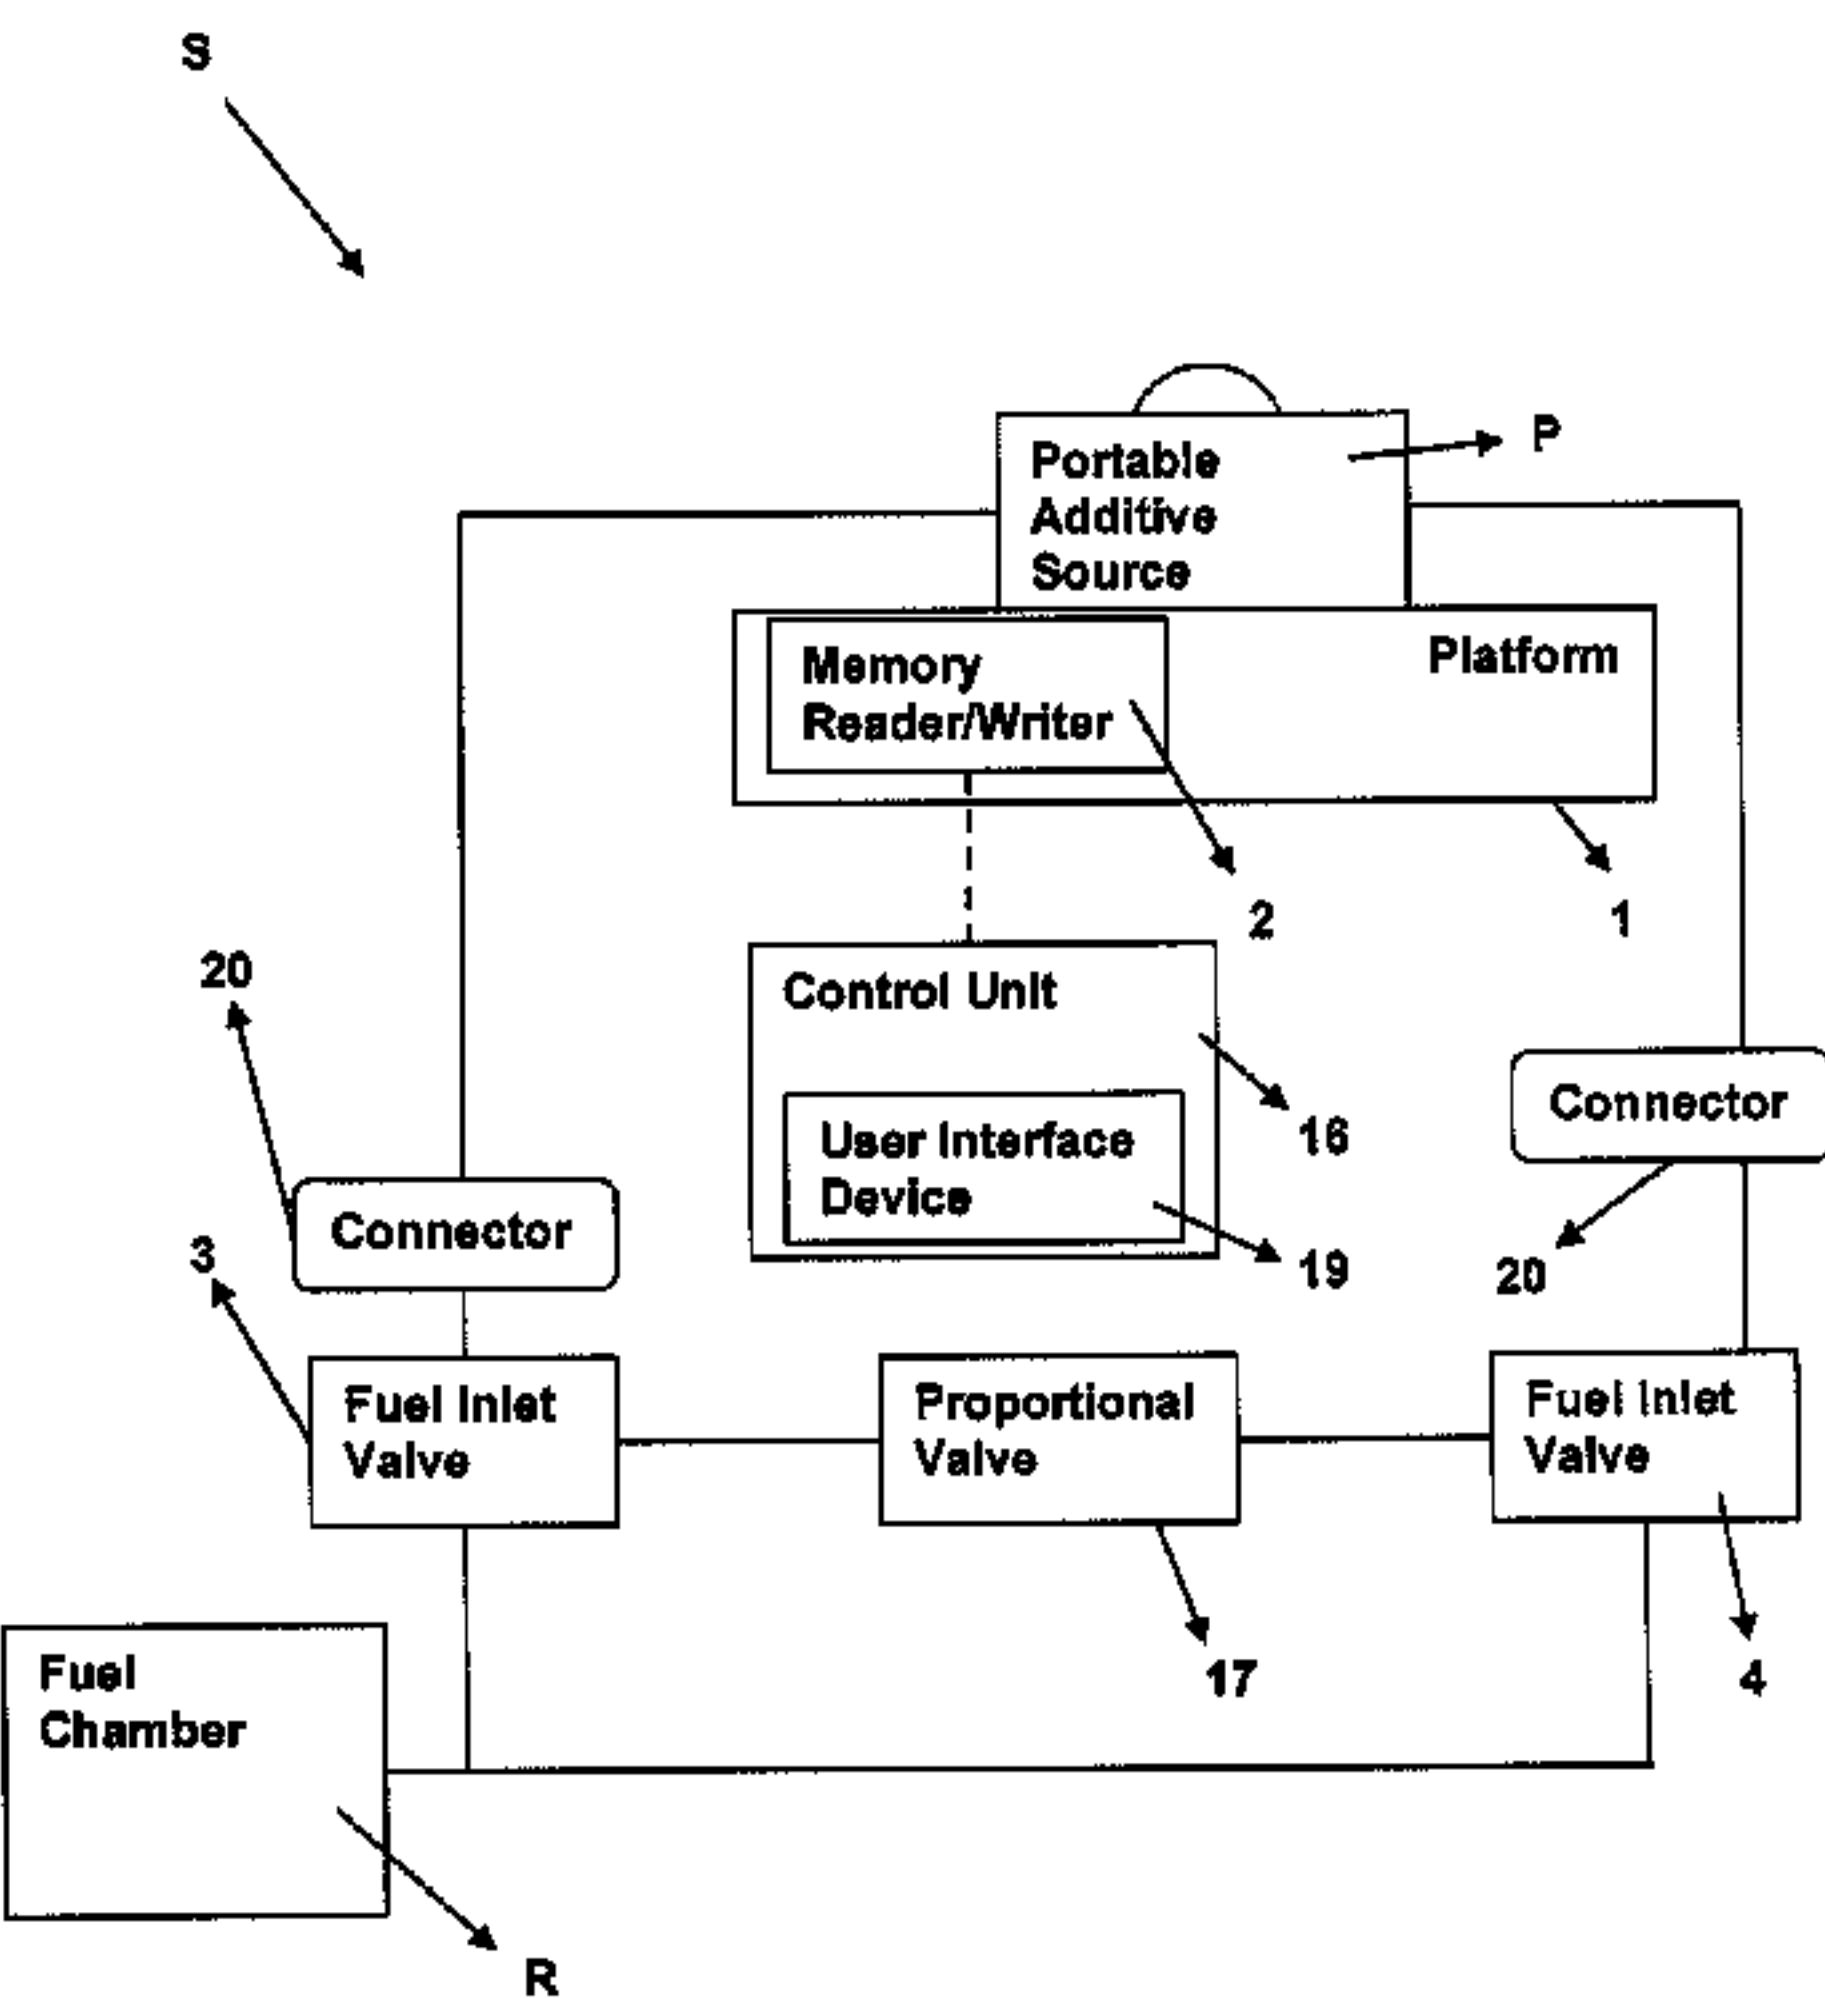 S
P
Portable
Additive
Source
Platform
Memory
Reader/Writer
2
1
20
Control Unit
Connector
16
User Interface
Device
Connector
3
19
20
Fuel Inlet
Valve
Proportional
Valve
Fuel Inlet
Valve
17
4
Fuel
Chamber
R